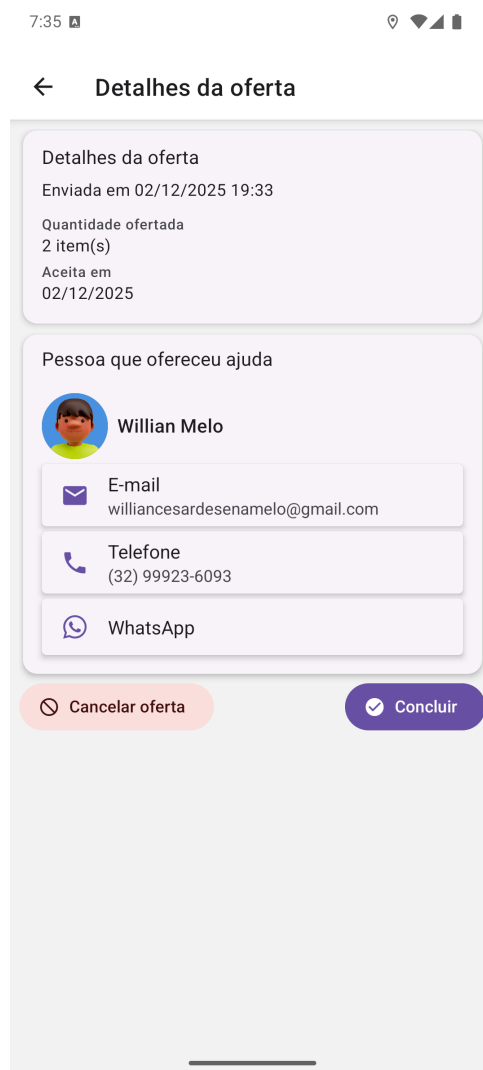 7:35
Detalhes da oferta
Detalhes da oferta
Enviada em 02/12/2025 19:33
Quantidade ofertada
2 item(s)
Aceita em
02/12/2025
Pessoa que ofereceu ajuda
Willian Melo
E-mail
williancesardesenamelo@gmail.com
Telefone
(32) 99923-6093
WhatsApp
Cancelar oferta
Concluir